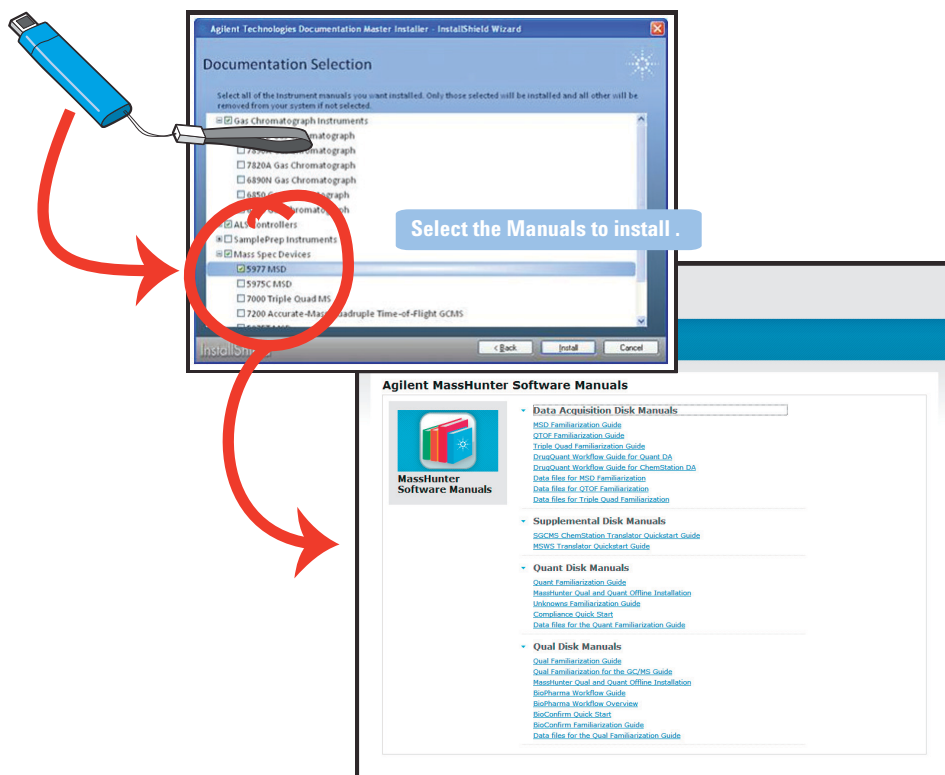 Agilent Technologies Documentation Master Installer - InstallShield Wizard
Documentation Selection
Select all of the Instrument manuals you want installed. Only those selected will be installed and all other will be
removed from your system if not selected.
Gas Chromatograph Instruments
matograph
Chromatograph
7820A Gas Chromatograph
6890N Gas Chromatograph
6850
ALS Controllers
SamplePrep Instruments
Mass Spec Devices
5977 MSD
5975C MSD
7000 Triple Quad MS
7200 Accurate-Mass Quadruple Time-of-Flight GCMS
Select the Manuals to install .
InstallShield
< Back
Install
Cancel
Agilent MassHunter Software Manuals
MassHunter
Software Manuals
Data Acquisition Disk Manuals
MSD Familiarization Guide
QTOF Familiarization Guide
Triple Quad Familiarization Guide
DrugQuant Workflow Guide for Quant DA
DrugQuant Workflow Guide for ChemStation DA
Data files for MSD Familiarization
Data files for QTOF Familiarization
Data files for Triple Quad Familiarization
Supplemental Disk Manuals
SGCMS ChemStation Translator Quickstart Guide
MSWS Translator Quickstart Guide
Quant Disk Manuals
Quant Familiarization Guide
MassHunter Qual and Quant Offline Installation
Unknowns Familiarization Guide
Compliance Quick Start
Data files for the Quant Familiarization Guide
Qual Disk Manuals
Qual Familiarization Guide
Qual Familiarization for the GC/MS Guide
MassHunter Qual and Quant Offline Installation
BioPharma Workflow Guide
BioPharma Workflow Overview
BioConfirm Quick Start
BioConfirm Familiarization Guide
Data files for the Qual Familiarization Guide